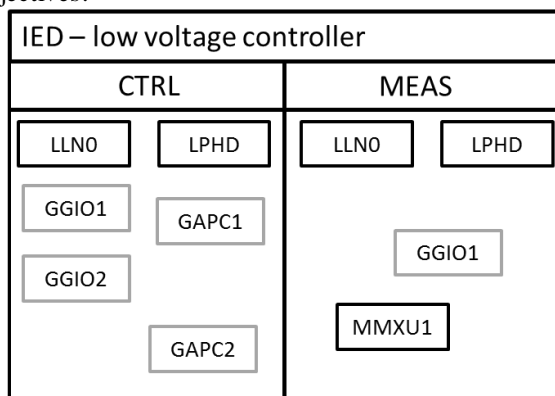 IED – low voltage controller
CTRL
MEAS
LLN0
LPHD
LLN0
LPHD
GGIO1
GAPC1
GGIO1
GGIO2
MMXU1
GAPC2